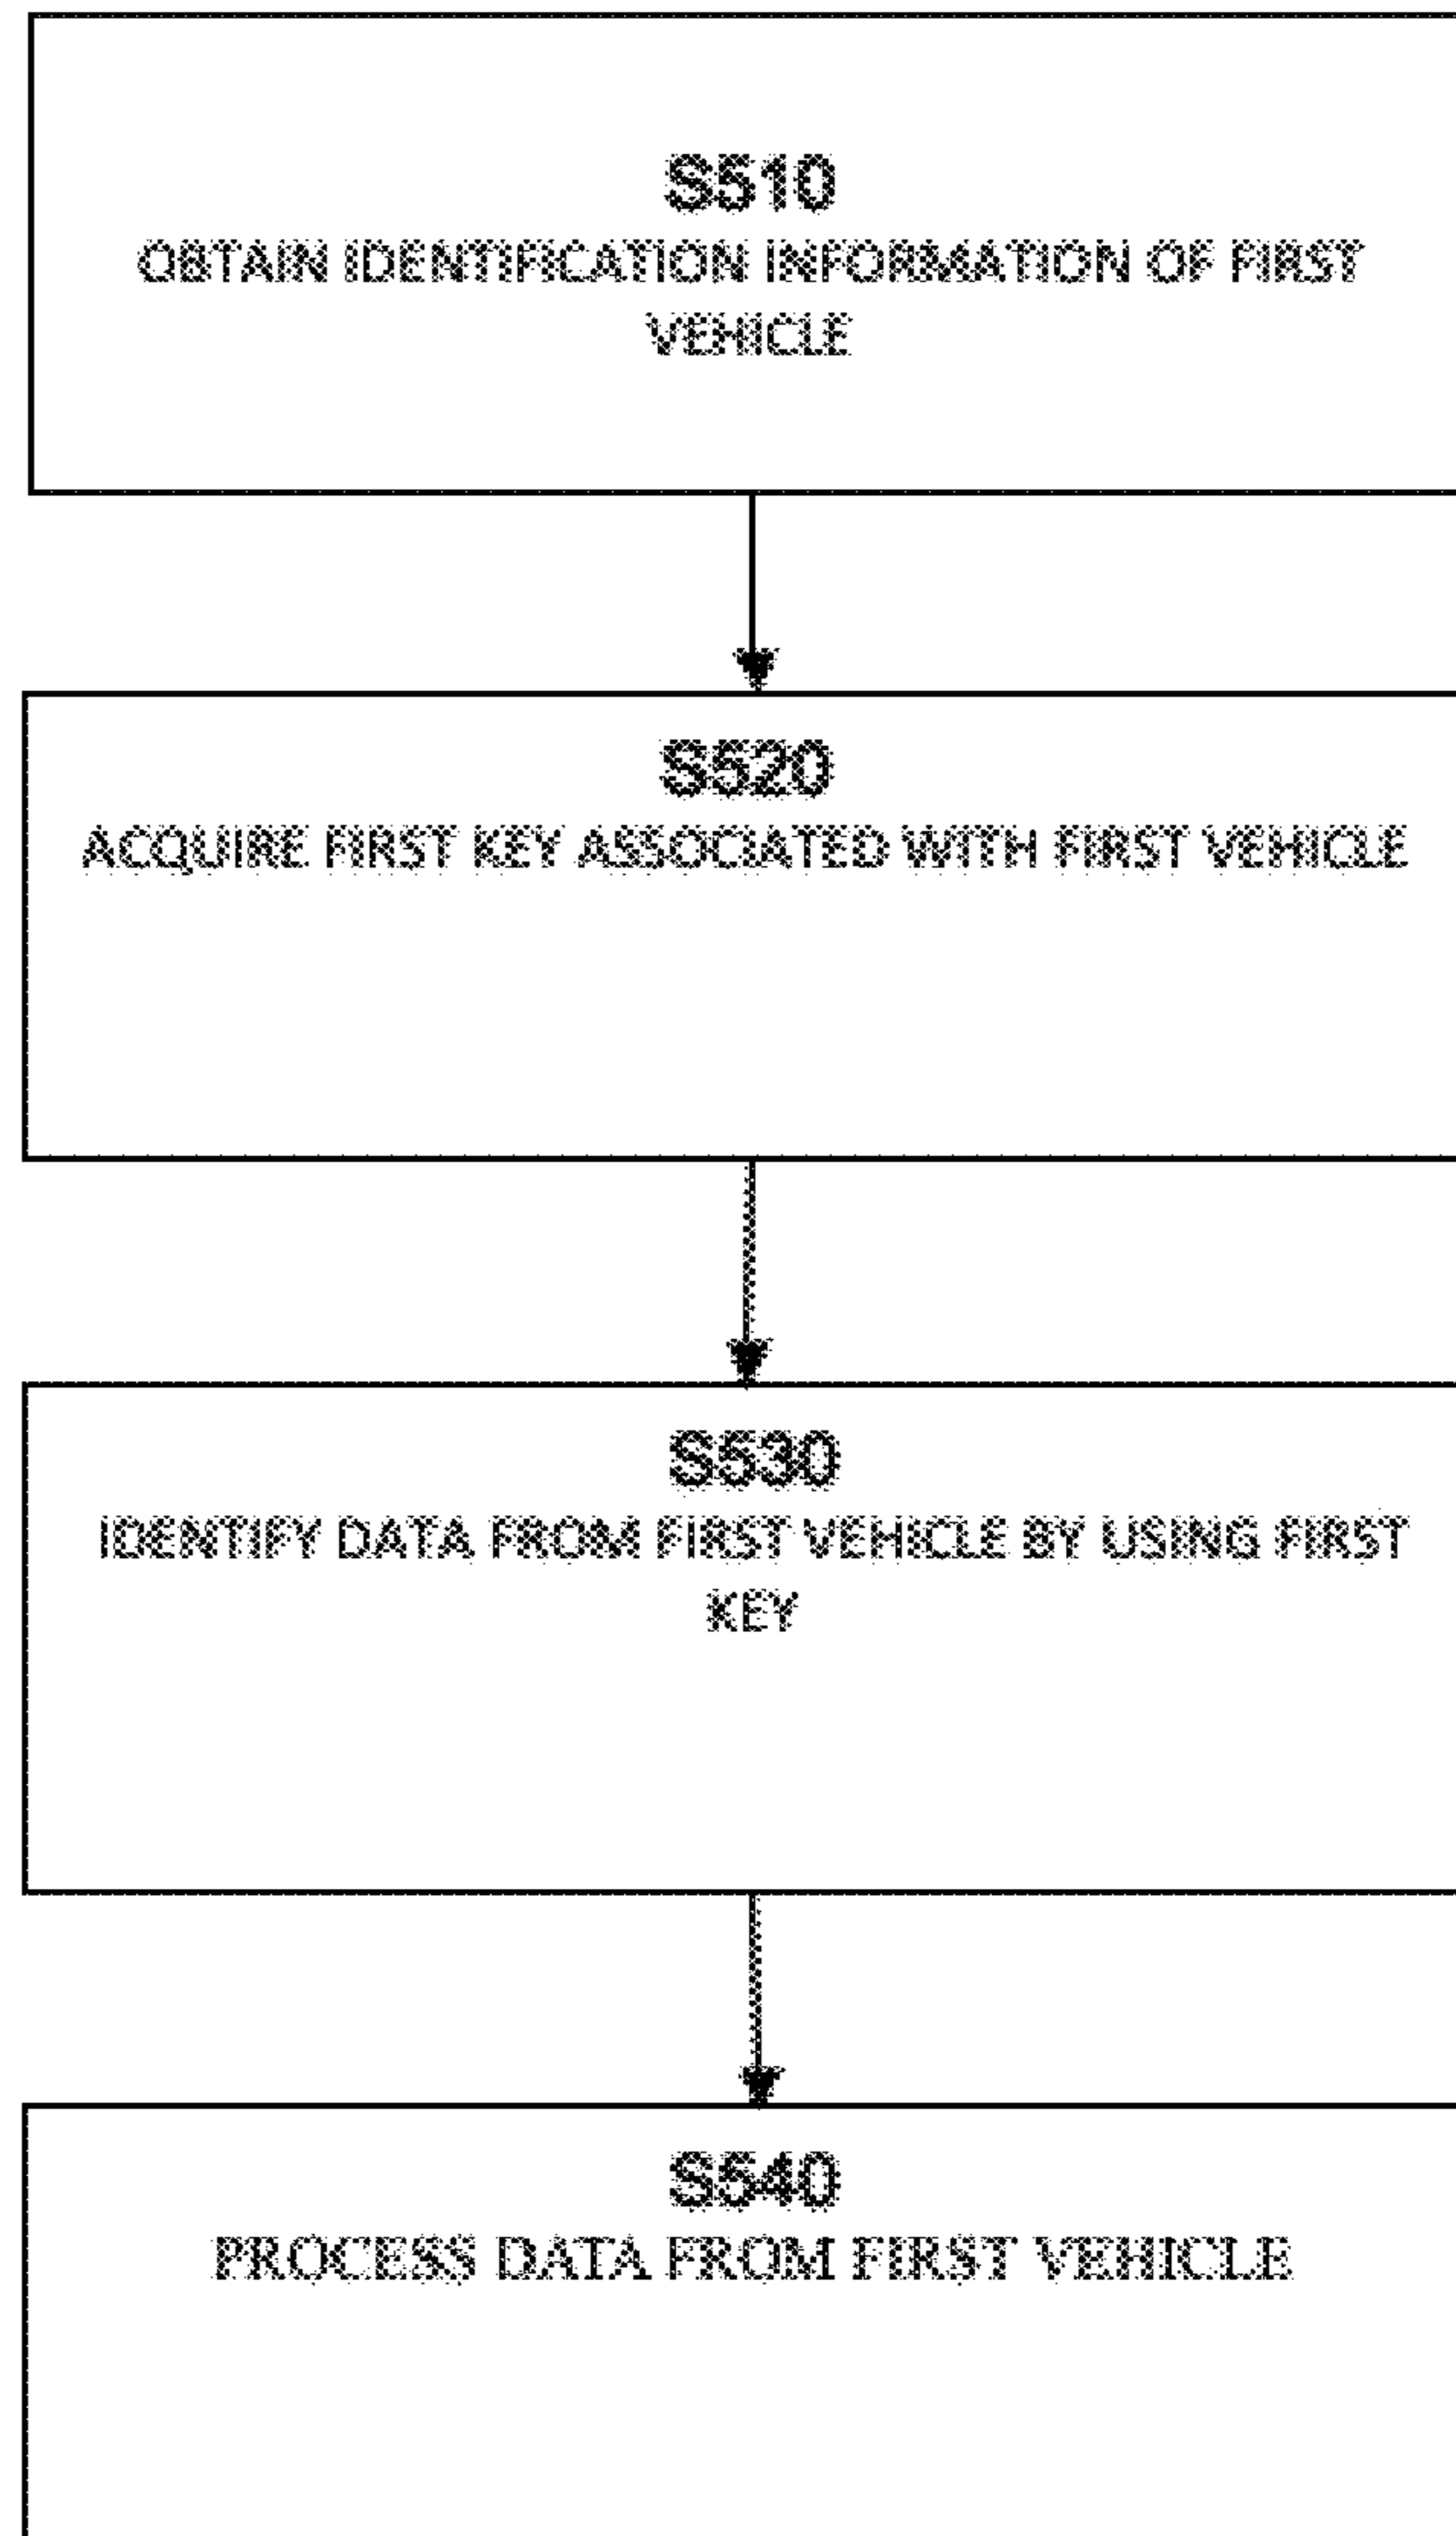 S510
OBTAIN IDENTIFICATION INFORMATION OF FIRST
VEHICLE
S520
ACQUIRE FIRST KEY ASSOCIATED WITH FIRST VEHICLE
S530
IDENTIFY DATA FROM FIRST VEHICLE BY USING FIRST
KEY
S540
PROCESS DATA FROM FIRST VEHICLE